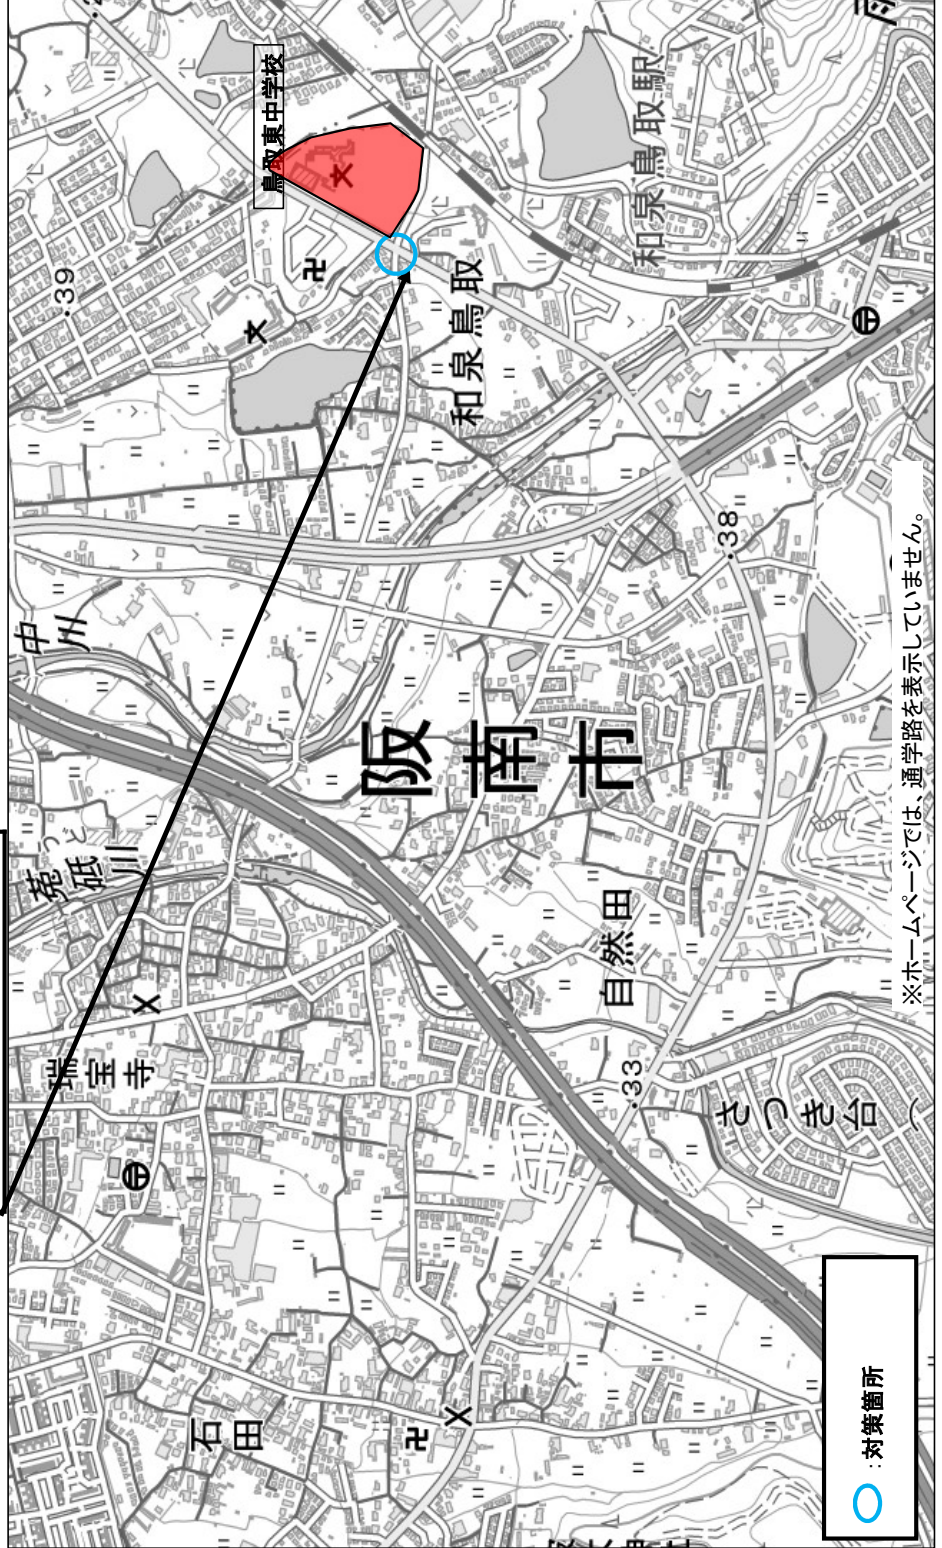 鳥取東中学校
和泉鳥取駅
和泉鳥取
.39
.38
中川
菟砥川
阪南市
自然田
瑞宝寺
.33
さつき台
石田
:対策箇所
※ホームページでは、通学路を表示していません。